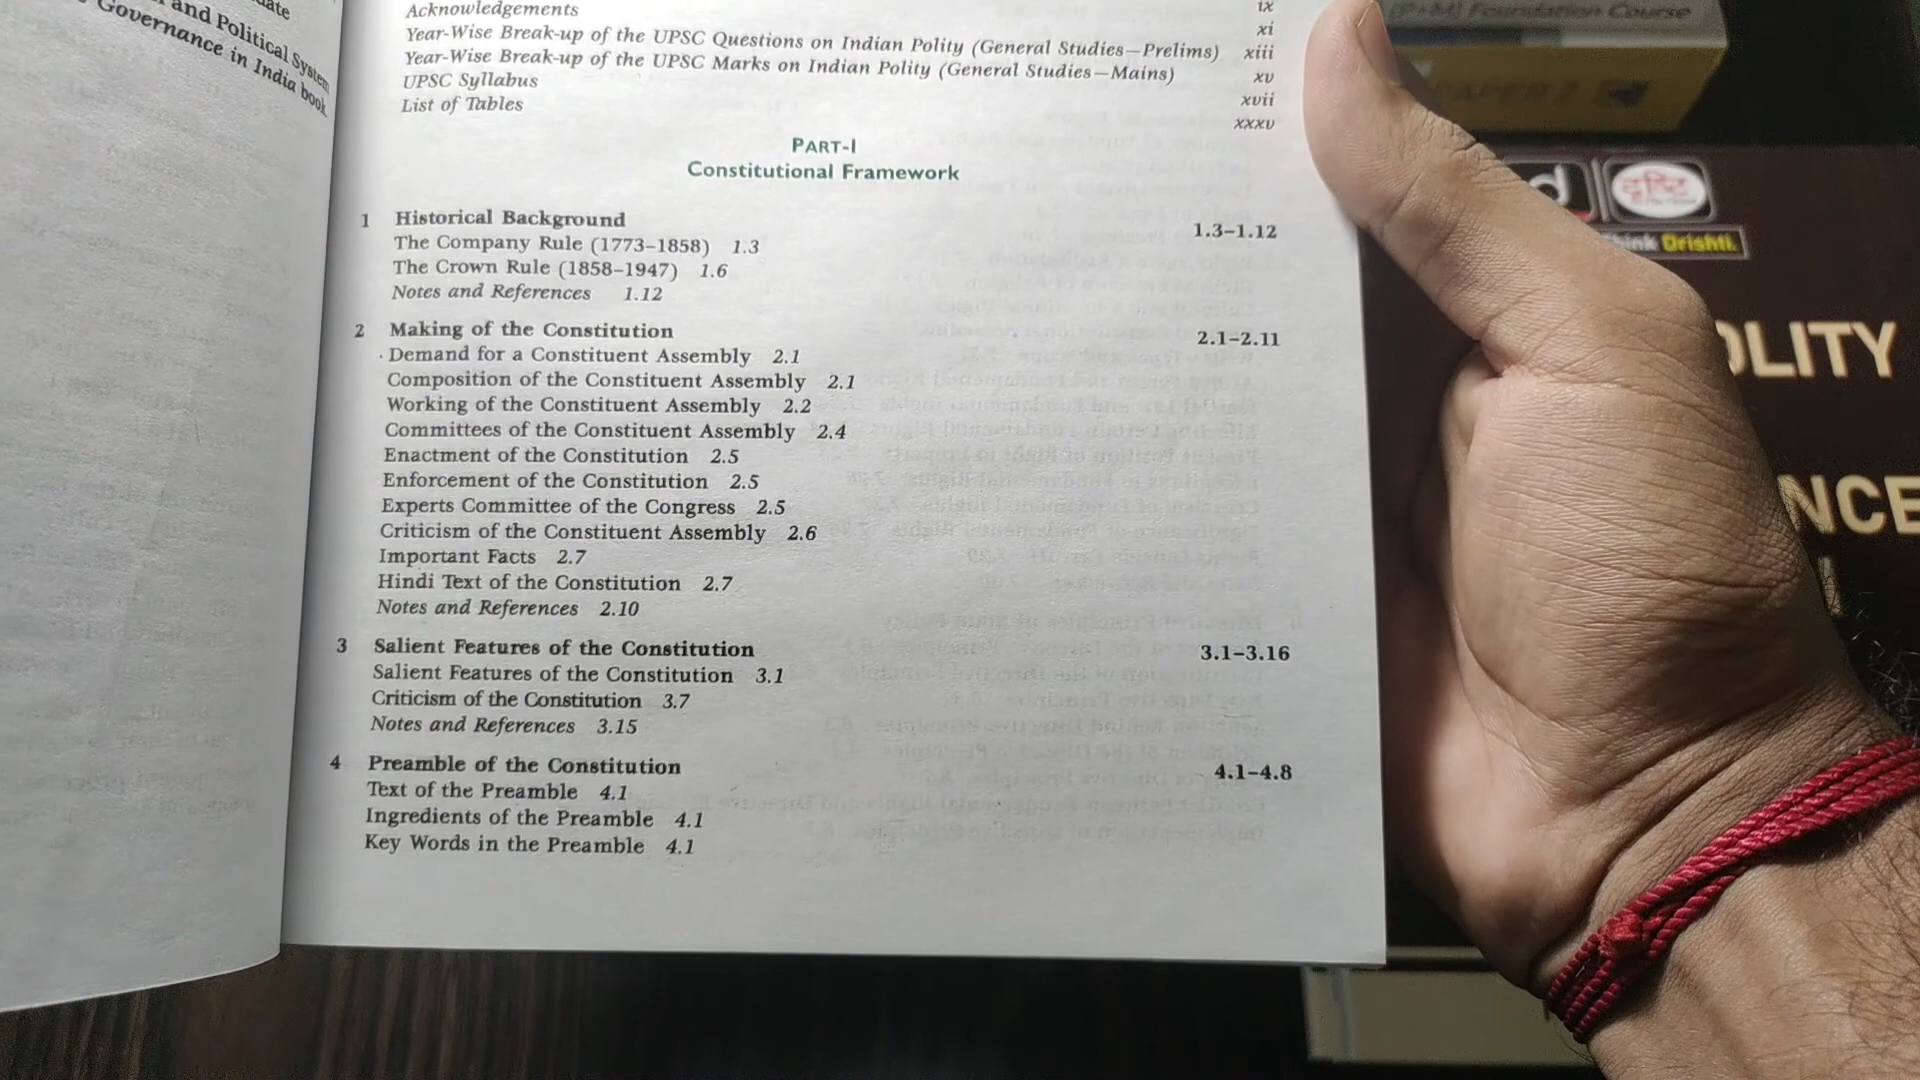 and Political System
Governance in India book
Acknowledgements
ix
Year-Wise Break-up of the UPSC Questions on Indian Polity (General Studies—Prelims)
xi
Year-Wise Break-up of the UPSC Marks on Indian Polity (General Studies—Mains)
xiii
UPSC Syllabus
xv
List of Tables
xvii
xxxv
PART-I
Constitutional Framework
1 Historical Background 1.3–1.12
The Company Rule (1773–1858) 1.3
The Crown Rule (1858–1947) 1.6
Notes and References 1.12
2 Making of the Constitution 2.1–2.11
Demand for a Constituent Assembly 2.1
Composition of the Constituent Assembly 2.1
Working of the Constituent Assembly 2.2
Committees of the Constituent Assembly 2.4
Enactment of the Constitution 2.5
Enforcement of the Constitution 2.5
Experts Committee of the Congress 2.5
Criticism of the Constituent Assembly 2.6
Important Facts 2.7
Hindi Text of the Constitution 2.7
Notes and References 2.10
3 Salient Features of the Constitution 3.1–3.16
Salient Features of the Constitution 3.1
Criticism of the Constitution 3.7
Notes and References 3.15
4 Preamble of the Constitution 4.1–4.8
Text of the Preamble 4.1
Ingredients of the Preamble 4.1
Key Words in the Preamble 4.1
(P+M) Foundation Course
PAPER 2
दृष्टि
Think Drishti
OLITY
NCE